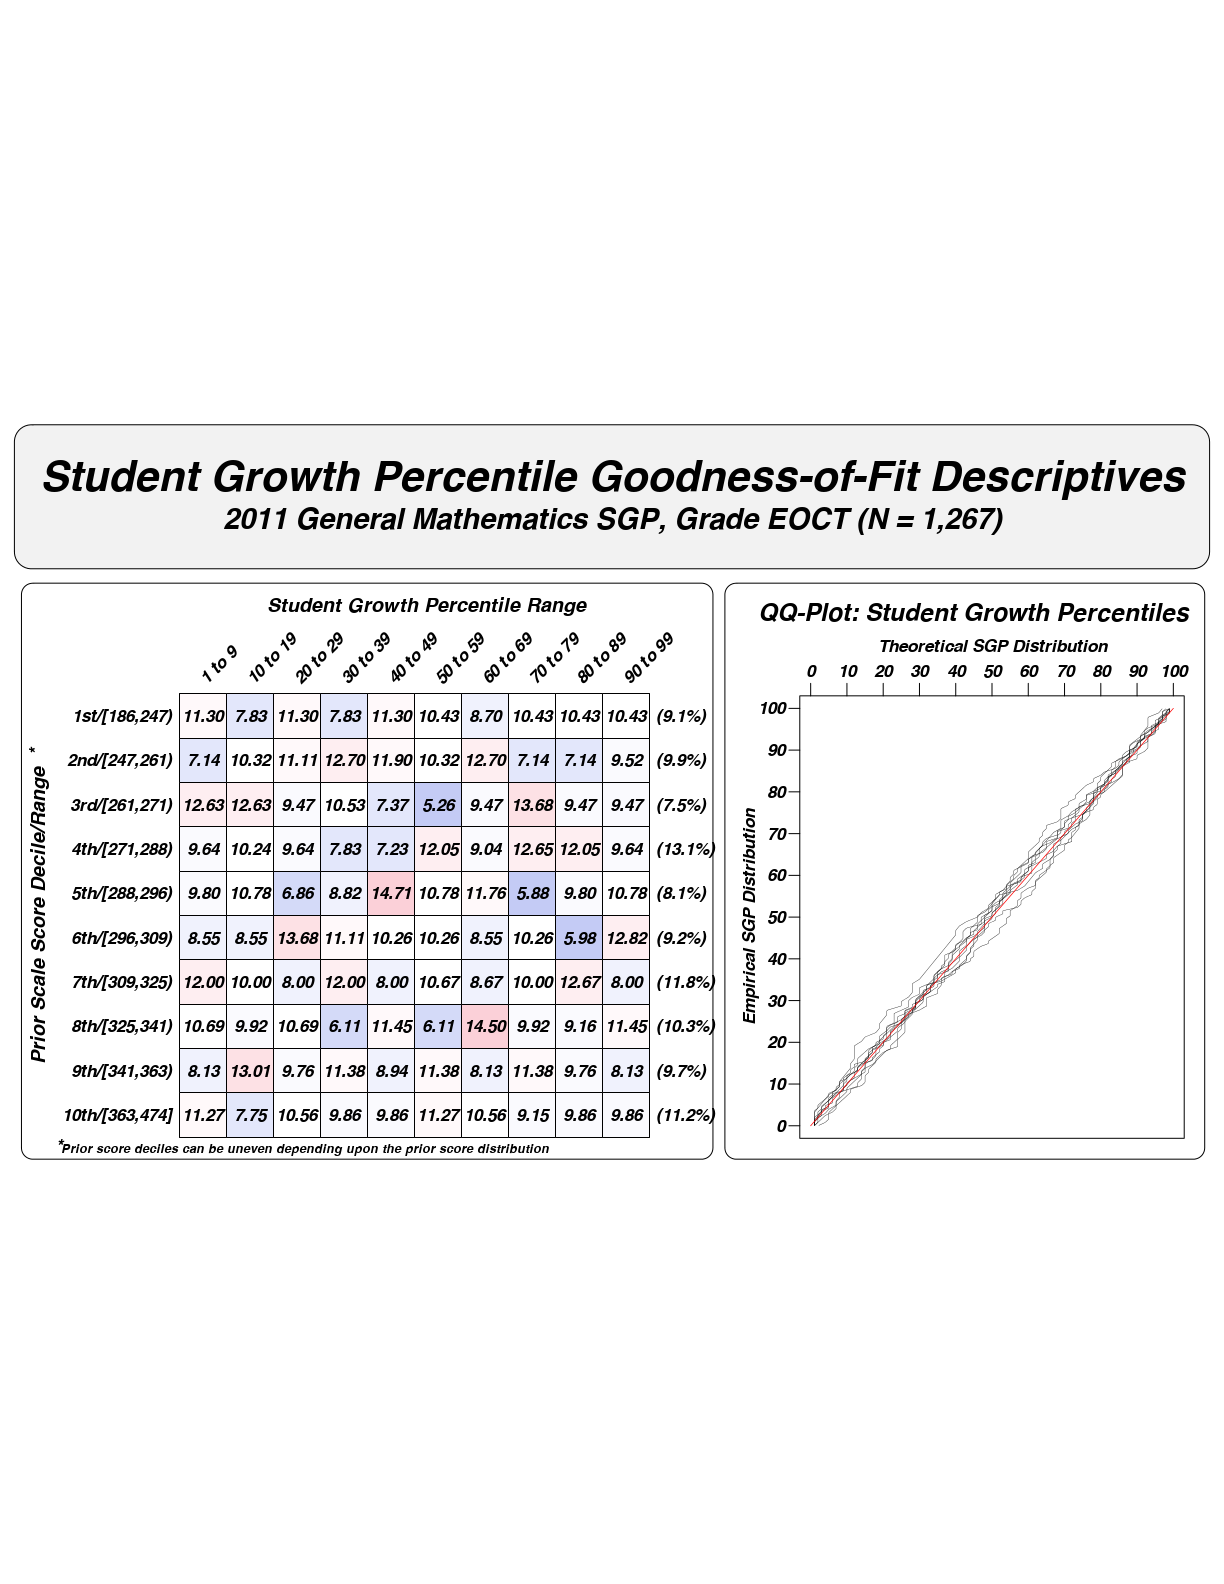 Student Growth Percentile Goodness-of-Fit Descriptives
2011 General Mathematics SGP, Grade EOCT (N = 1,267)
Student Growth Percentile Range
1 to 9 10 to 19 20 to 29 30 to 39 40 to 49 50 to 59 60 to 69 70 to 79 80 to 89 90 to 99
Prior Scale Score Decile/Range *
1st/[186,247) 11.30 7.83 11.30 7.83 11.30 10.43 8.70 10.43 10.43 10.43 (9.1%)
2nd/[247,261) 7.14 10.32 11.11 12.70 11.90 10.32 12.70 7.14 7.14 9.52 (9.9%)
3rd/[261,271) 12.63 12.63 9.47 10.53 7.37 5.26 9.47 13.68 9.47 9.47 (7.5%)
4th/[271,288) 9.64 10.24 9.64 7.83 7.23 12.05 9.04 12.65 12.05 9.64 (13.1%)
5th/[288,296) 9.80 10.78 6.86 8.82 14.71 10.78 11.76 5.88 9.80 10.78 (8.1%)
6th/[296,309) 8.55 8.55 13.68 11.11 10.26 10.26 8.55 10.26 5.98 12.82 (9.2%)
7th/[309,325) 12.00 10.00 8.00 12.00 8.00 10.67 8.67 10.00 12.67 8.00 (11.8%)
8th/[325,341) 10.69 9.92 10.69 6.11 11.45 6.11 14.50 9.92 9.16 11.45 (10.3%)
9th/[341,363) 8.13 13.01 9.76 11.38 8.94 11.38 8.13 11.38 9.76 8.13 (9.7%)
10th/[363,474] 11.27 7.75 10.56 9.86 9.86 11.27 10.56 9.15 9.86 9.86 (11.2%)
*Prior score deciles can be uneven depending upon the prior score distribution
QQ-Plot: Student Growth Percentiles
Theoretical SGP Distribution
0 10 20 30 40 50 60 70 80 90 100
Empirical SGP Distribution
100
90
80
70
60
50
40
30
20
10
0